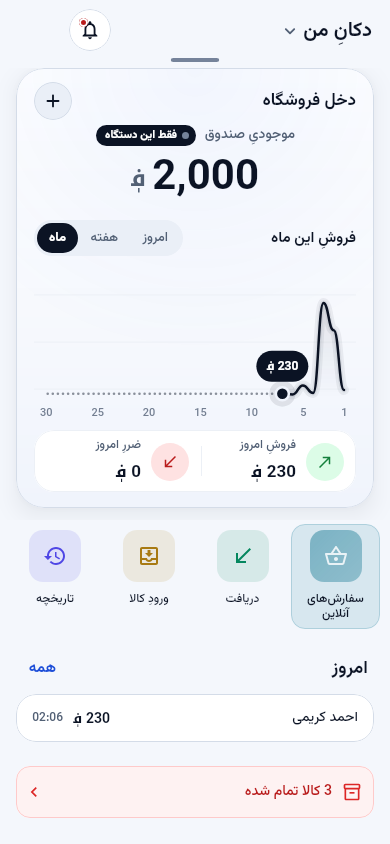 دکانِ من
دخل فروشگاه
موجودیِ صندوق
فقط این دستگاه
2,000 ؋
فروشِ این ماه
امروز
هفته
ماه
230 ؋
1 5 10 15 20 25 30
فروشِ امروز
230 ؋
ضررِ امروز
0 ؋
سفارش‌های آنلاین
دریافت
ورودِ کالا
تاریخچه
امروز
همه
احمد کریمی
230 ؋
02:06
3 کالا تمام شده